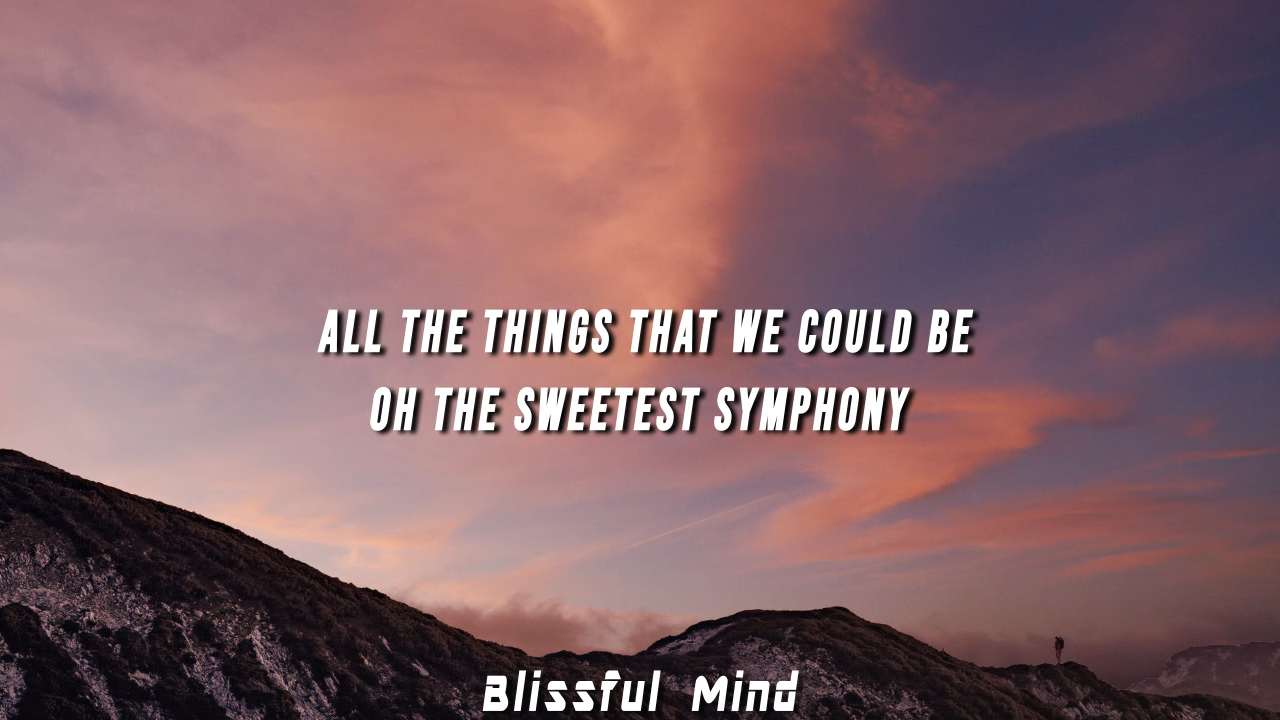 ALL THE THINGS THAT WE COULD BE
OH THE SWEETEST SYMPHONY
Blissful Mind